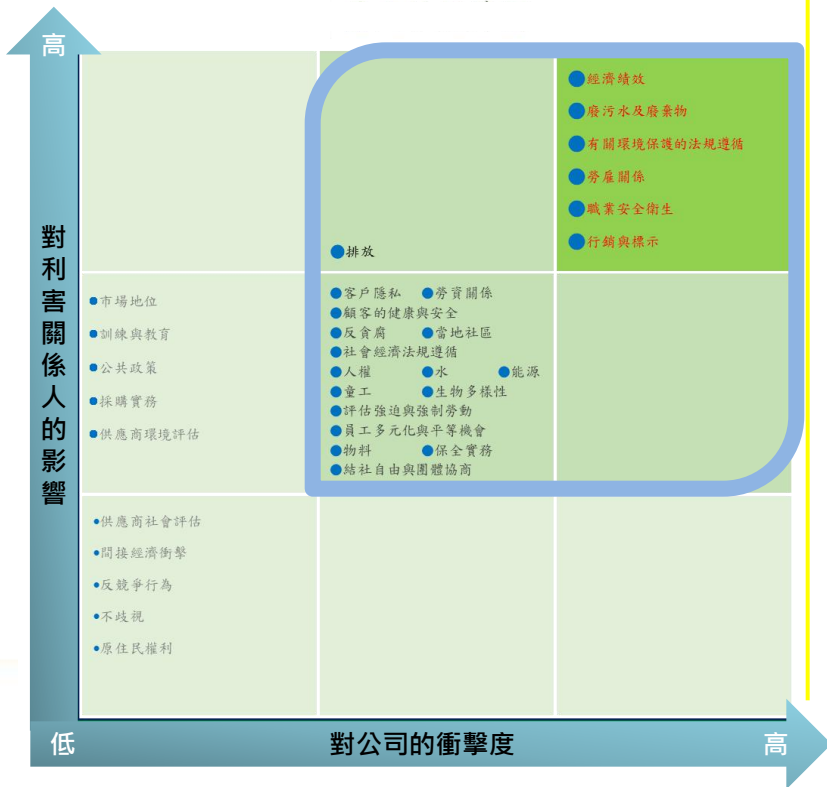 高
對利害關係人的影響
●經濟績效
●廢污水及廢棄物
●有關環境保護的法規遵循
●勞雇關係
●職業安全衛生
●行銷與標示
●排放
●市場地位
●訓練與教育
●公共政策
●採購實務
●供應商環境評估
●客戶隱私 ●勞資關係
●顧客的健康與安全
●反貪腐 ●當地社區
●社會經濟法規遵循
●人權 ●水 ●能源
●童工 ●生物多樣性
●評估強迫與強制勞動
●員工多元化與平等機會
●物料 ●保全實務
●結社自由與團體協商
•供應商社會評估
•間接經濟衝擊
•反競爭行為
•不歧視
•原住民權利
低 對公司的衝擊度 高